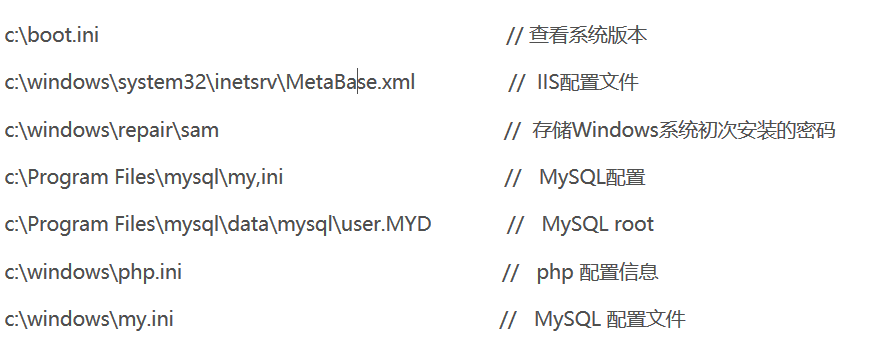 c:\boot.ini // 查看系统版本
c:\windows\system32\inetsrv\MetaBase.xml // IIS配置文件
c:\windows\repair\sam // 存储Windows系统初次安装的密码
c:\Program Files\mysql\my,ini // MySQL配置
c:\Program Files\mysql\data\mysql\user.MYD // MySQL root
c:\windows\php.ini // php 配置信息
c:\windows\my.ini // MySQL 配置文件